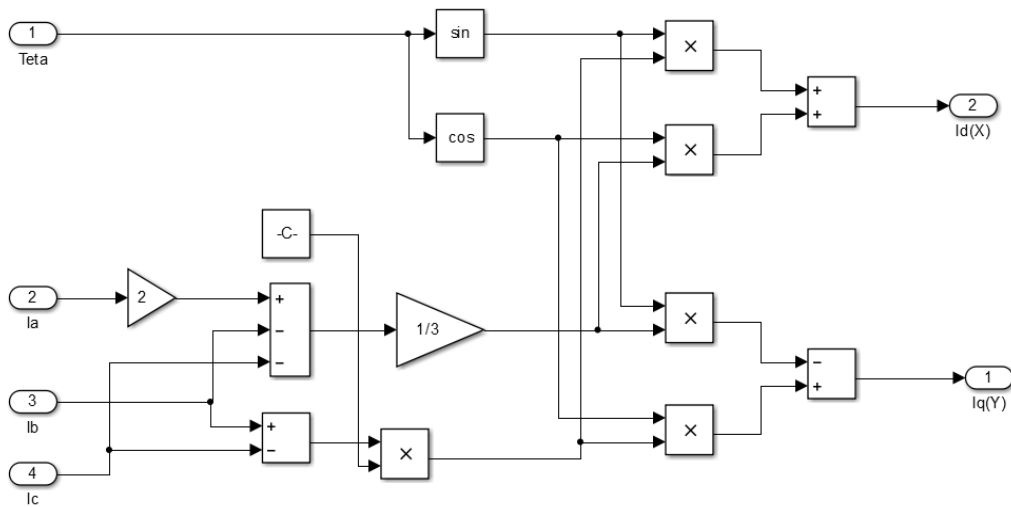 1
Teta
sin
cos
×
×
+
+
2
Id(X)
-C-
2
Ia
2
+
−
−
1/3
3
Ib
4
Ic
+
−
×
×
×
−
+
1
Iq(Y)